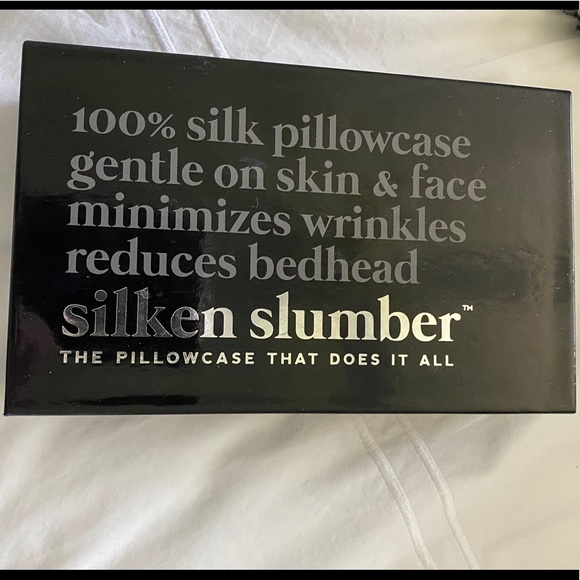 100% silk pillowcase
gentle on skin & face
minimizes wrinkles
reduces bedhead
silken slumber™
THE PILLOWCASE THAT DOES IT ALL